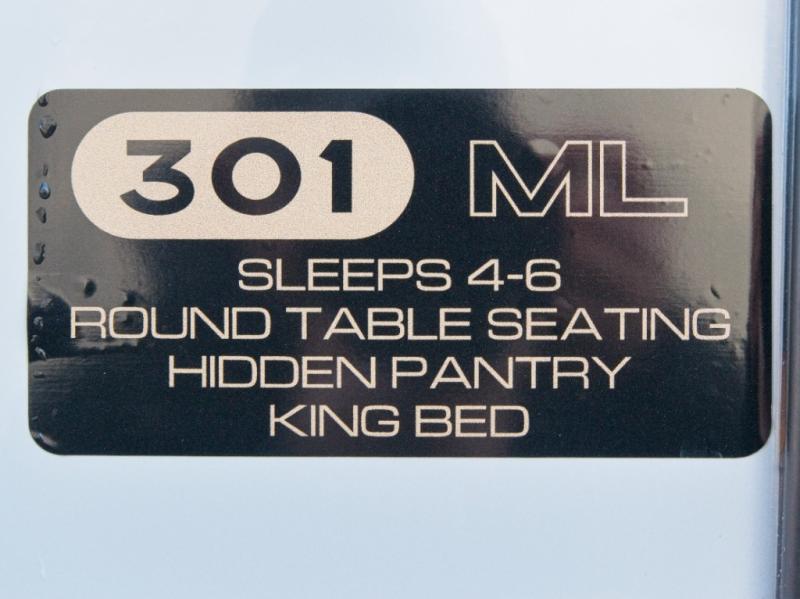 301 ML
SLEEPS 4-6
ROUND TABLE SEATING
HIDDEN PANTRY
KING BED